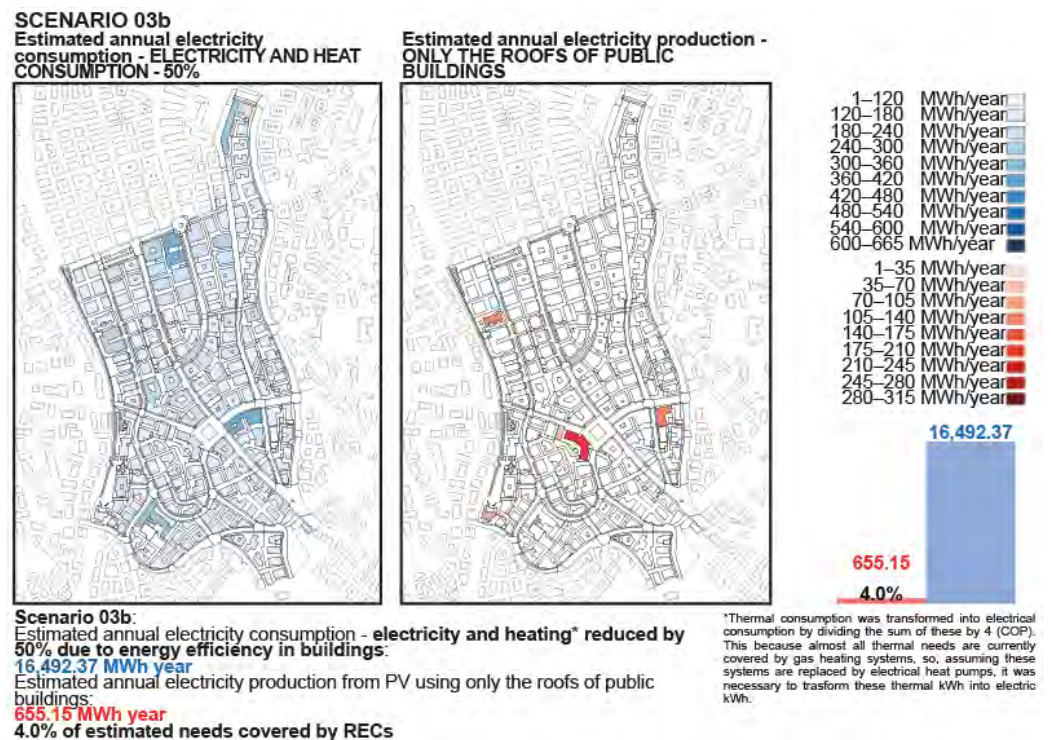 SCENARIO 03b
Estimated annual electricity
consumption - ELECTRICITY AND HEAT
CONSUMPTION - 50%
Estimated annual electricity production -
ONLY THE ROOFS OF PUBLIC
BUILDINGS
1–120 MWh/year
120–180 MWh/year
180–240 MWh/year
240–300 MWh/year
300–360 MWh/year
360–420 MWh/year
420–480 MWh/year
480–540 MWh/year
540–600 MWh/year
600–665 MWh/year
1–35 MWh/year
35–70 MWh/year
70–105 MWh/year
105–140 MWh/year
140–175 MWh/year
175–210 MWh/year
210–245 MWh/year
245–280 MWh/year
280–315 MWh/year
16,492.37
655.15
4.0%
Scenario 03b:
Estimated annual electricity consumption - electricity and heating* reduced by
50% due to energy efficiency in buildings:
16,492.37 MWh year
Estimated annual electricity production from PV using only the roofs of public
buildings:
655.15 MWh year
4.0% of estimated needs covered by RECs
*Thermal consumption was transformed into electrical
consumption by dividing the sum of these by 4 (COP).
This because almost all thermal needs are currently
covered by gas heating systems, so, assuming these
systems are replaced by electrical heat pumps, it was
necessary to trasform these thermal kWh into electric
kWh.